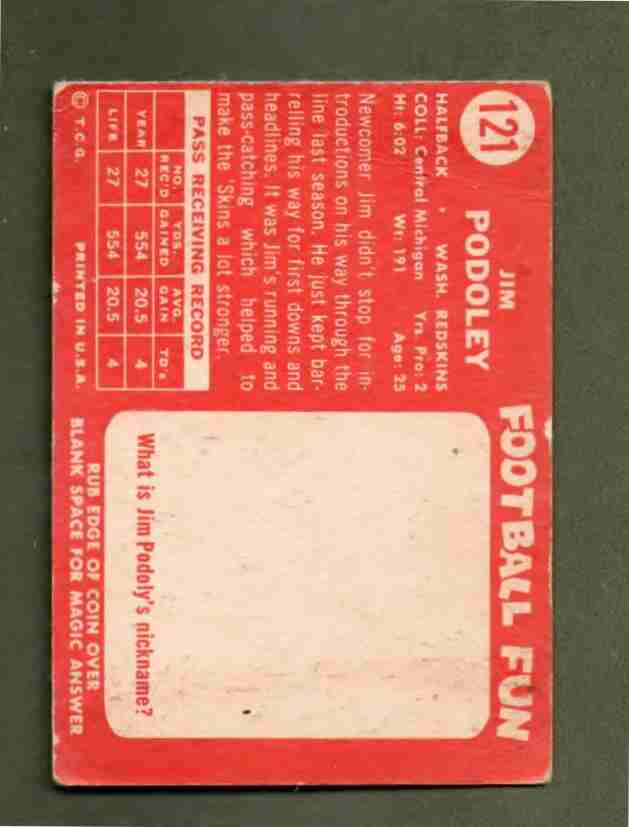 121
JIM
PODOLEY
HALFBACK • WASH. REDSKINS
COLL: Central Michigan Yrs. Pro: 2
Ht: 6:02 Wt: 191 Age: 25
Newcomer Jim didn't stop for in-
troductions on his way through the
line last season. He just kept bar-
relling his way for first downs and
headlines. It was Jim's running and
pass-catching which helped to
make the 'Skins a lot stronger.
PASS RECEIVING RECORD
NO. REC'D YDS. GAINED AVG. GAIN TD's
YEAR 27 554 20.5 4
LIFE 27 554 20.5 4
© T.C.G. PRINTED IN U.S.A.
FOOTBALL FUN
What is Jim Podoly's nickname?
RUB EDGE OF COIN OVER
BLANK SPACE FOR MAGIC ANSWER